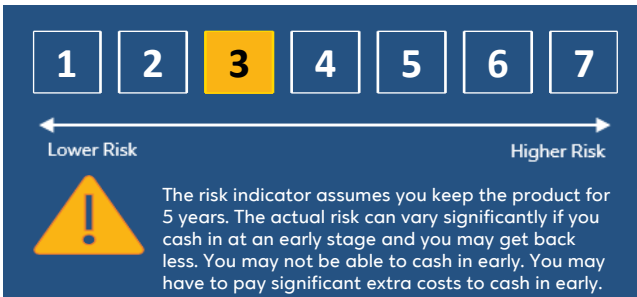 1 2 3 4 5 6 7
Lower Risk Higher Risk
The risk indicator assumes you keep the product for
5 years. The actual risk can vary significantly if you
cash in at an early stage and you may get back
less. You may not be able to cash in early. You may
have to pay significant extra costs to cash in early.